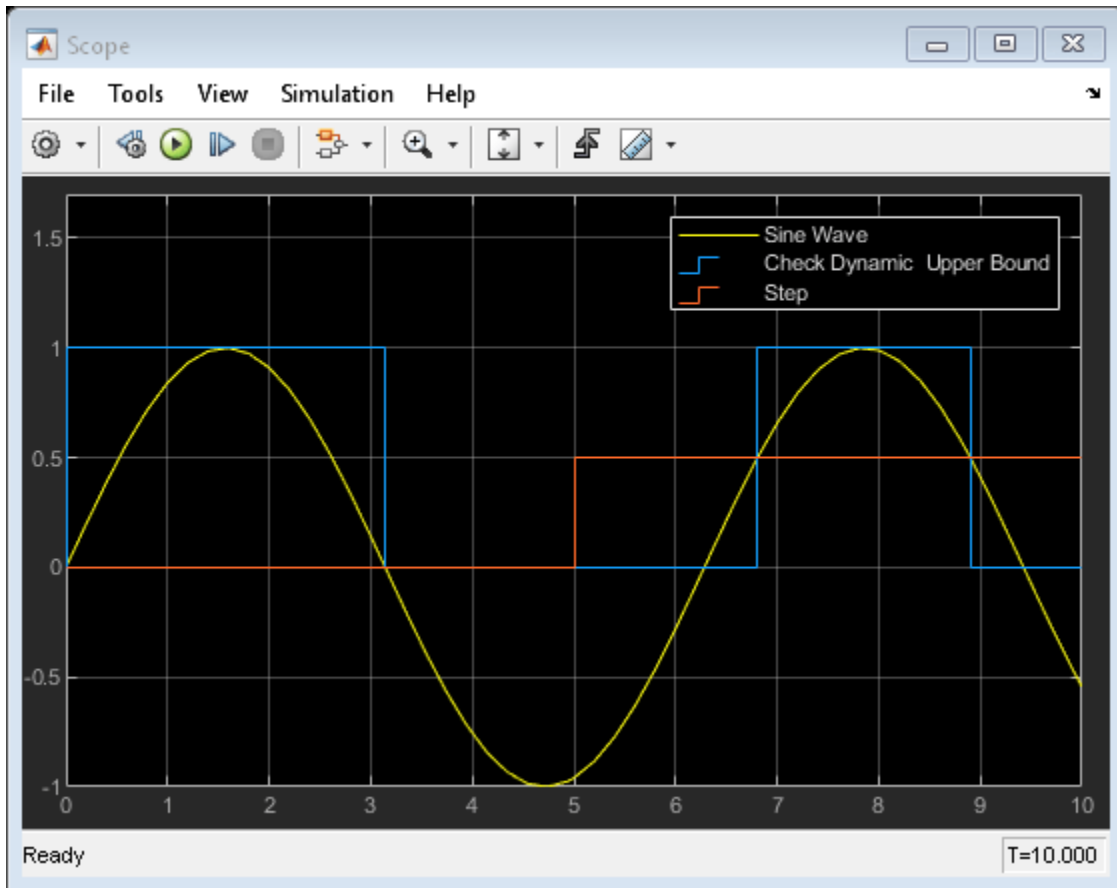 Scope
File Tools View Simulation Help
Sine Wave
Check Dynamic  Upper Bound
Step
1.5
1
0.5
0
-0.5
-1
0 1 2 3 4 5 6 7 8 9 10
Ready T=10.000